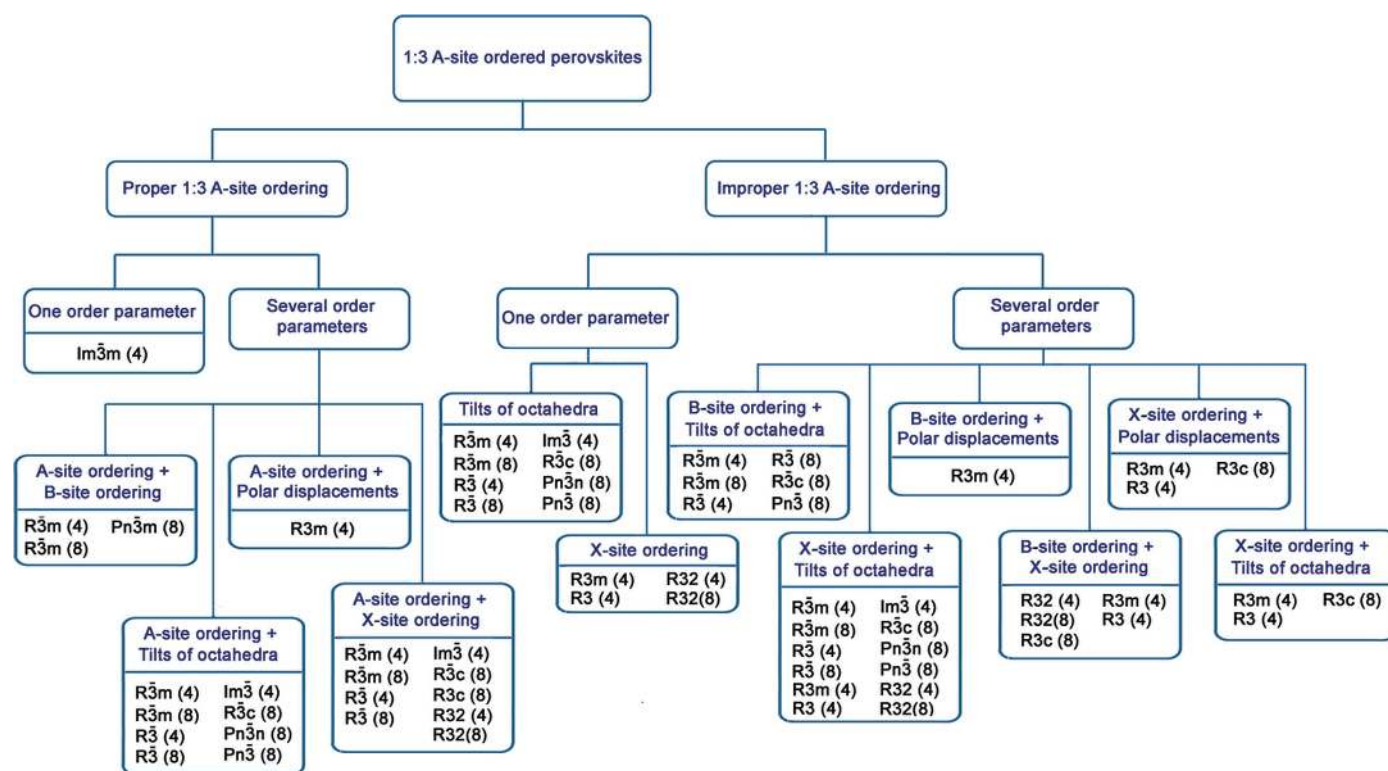 1:3 A-site ordered perovskites
Proper 1:3 A-site ordering
Improper 1:3 A-site ordering
One order parameter
Im3̄m (4)
Several order
parameters
One order parameter
Several order
parameters
A-site ordering +
B-site ordering
R3̄m (4) Pn3̄m (8)
R3̄m (8)
A-site ordering +
Polar displacements
R3m (4)
A-site ordering +
Tilts of octahedra
R3̄m (4) Im3̄ (4)
R3̄m (8) R3̄c (8)
R3̄ (4) Pn3̄n (8)
R3̄ (8) Pn3̄ (8)
A-site ordering +
X-site ordering
R3̄m (4) Im3̄ (4)
R3̄m (8) R3̄c (8)
R3̄ (4) R3c (8)
R3̄ (8) R32 (4)
R32(8)
Tilts of octahedra
R3̄m (4) Im3̄ (4)
R3̄m (8) R3̄c (8)
R3̄ (4) Pn3̄n (8)
R3̄ (8) Pn3̄ (8)
X-site ordering
R3m (4) R32 (4)
R3 (4) R32(8)
B-site ordering +
Tilts of octahedra
R3̄m (4) R3̄ (8)
R3̄m (8) R3̄c (8)
R3̄ (4) Pn3̄ (8)
X-site ordering +
Tilts of octahedra
R3̄m (4) Im3̄ (4)
R3̄m (8) R3̄c (8)
R3̄ (4) Pn3̄n (8)
R3̄ (8) Pn3̄ (8)
R3m (4) R32 (4)
R3 (4) R32(8)
B-site ordering +
Polar displacements
R3m (4)
B-site ordering +
X-site ordering
R32 (4) R3m (4)
R32(8) R3 (4)
R3c (8)
X-site ordering +
Polar displacements
R3m (4) R3c (8)
R3 (4)
X-site ordering +
Tilts of octahedra
R3m (4) R3c (8)
R3 (4)